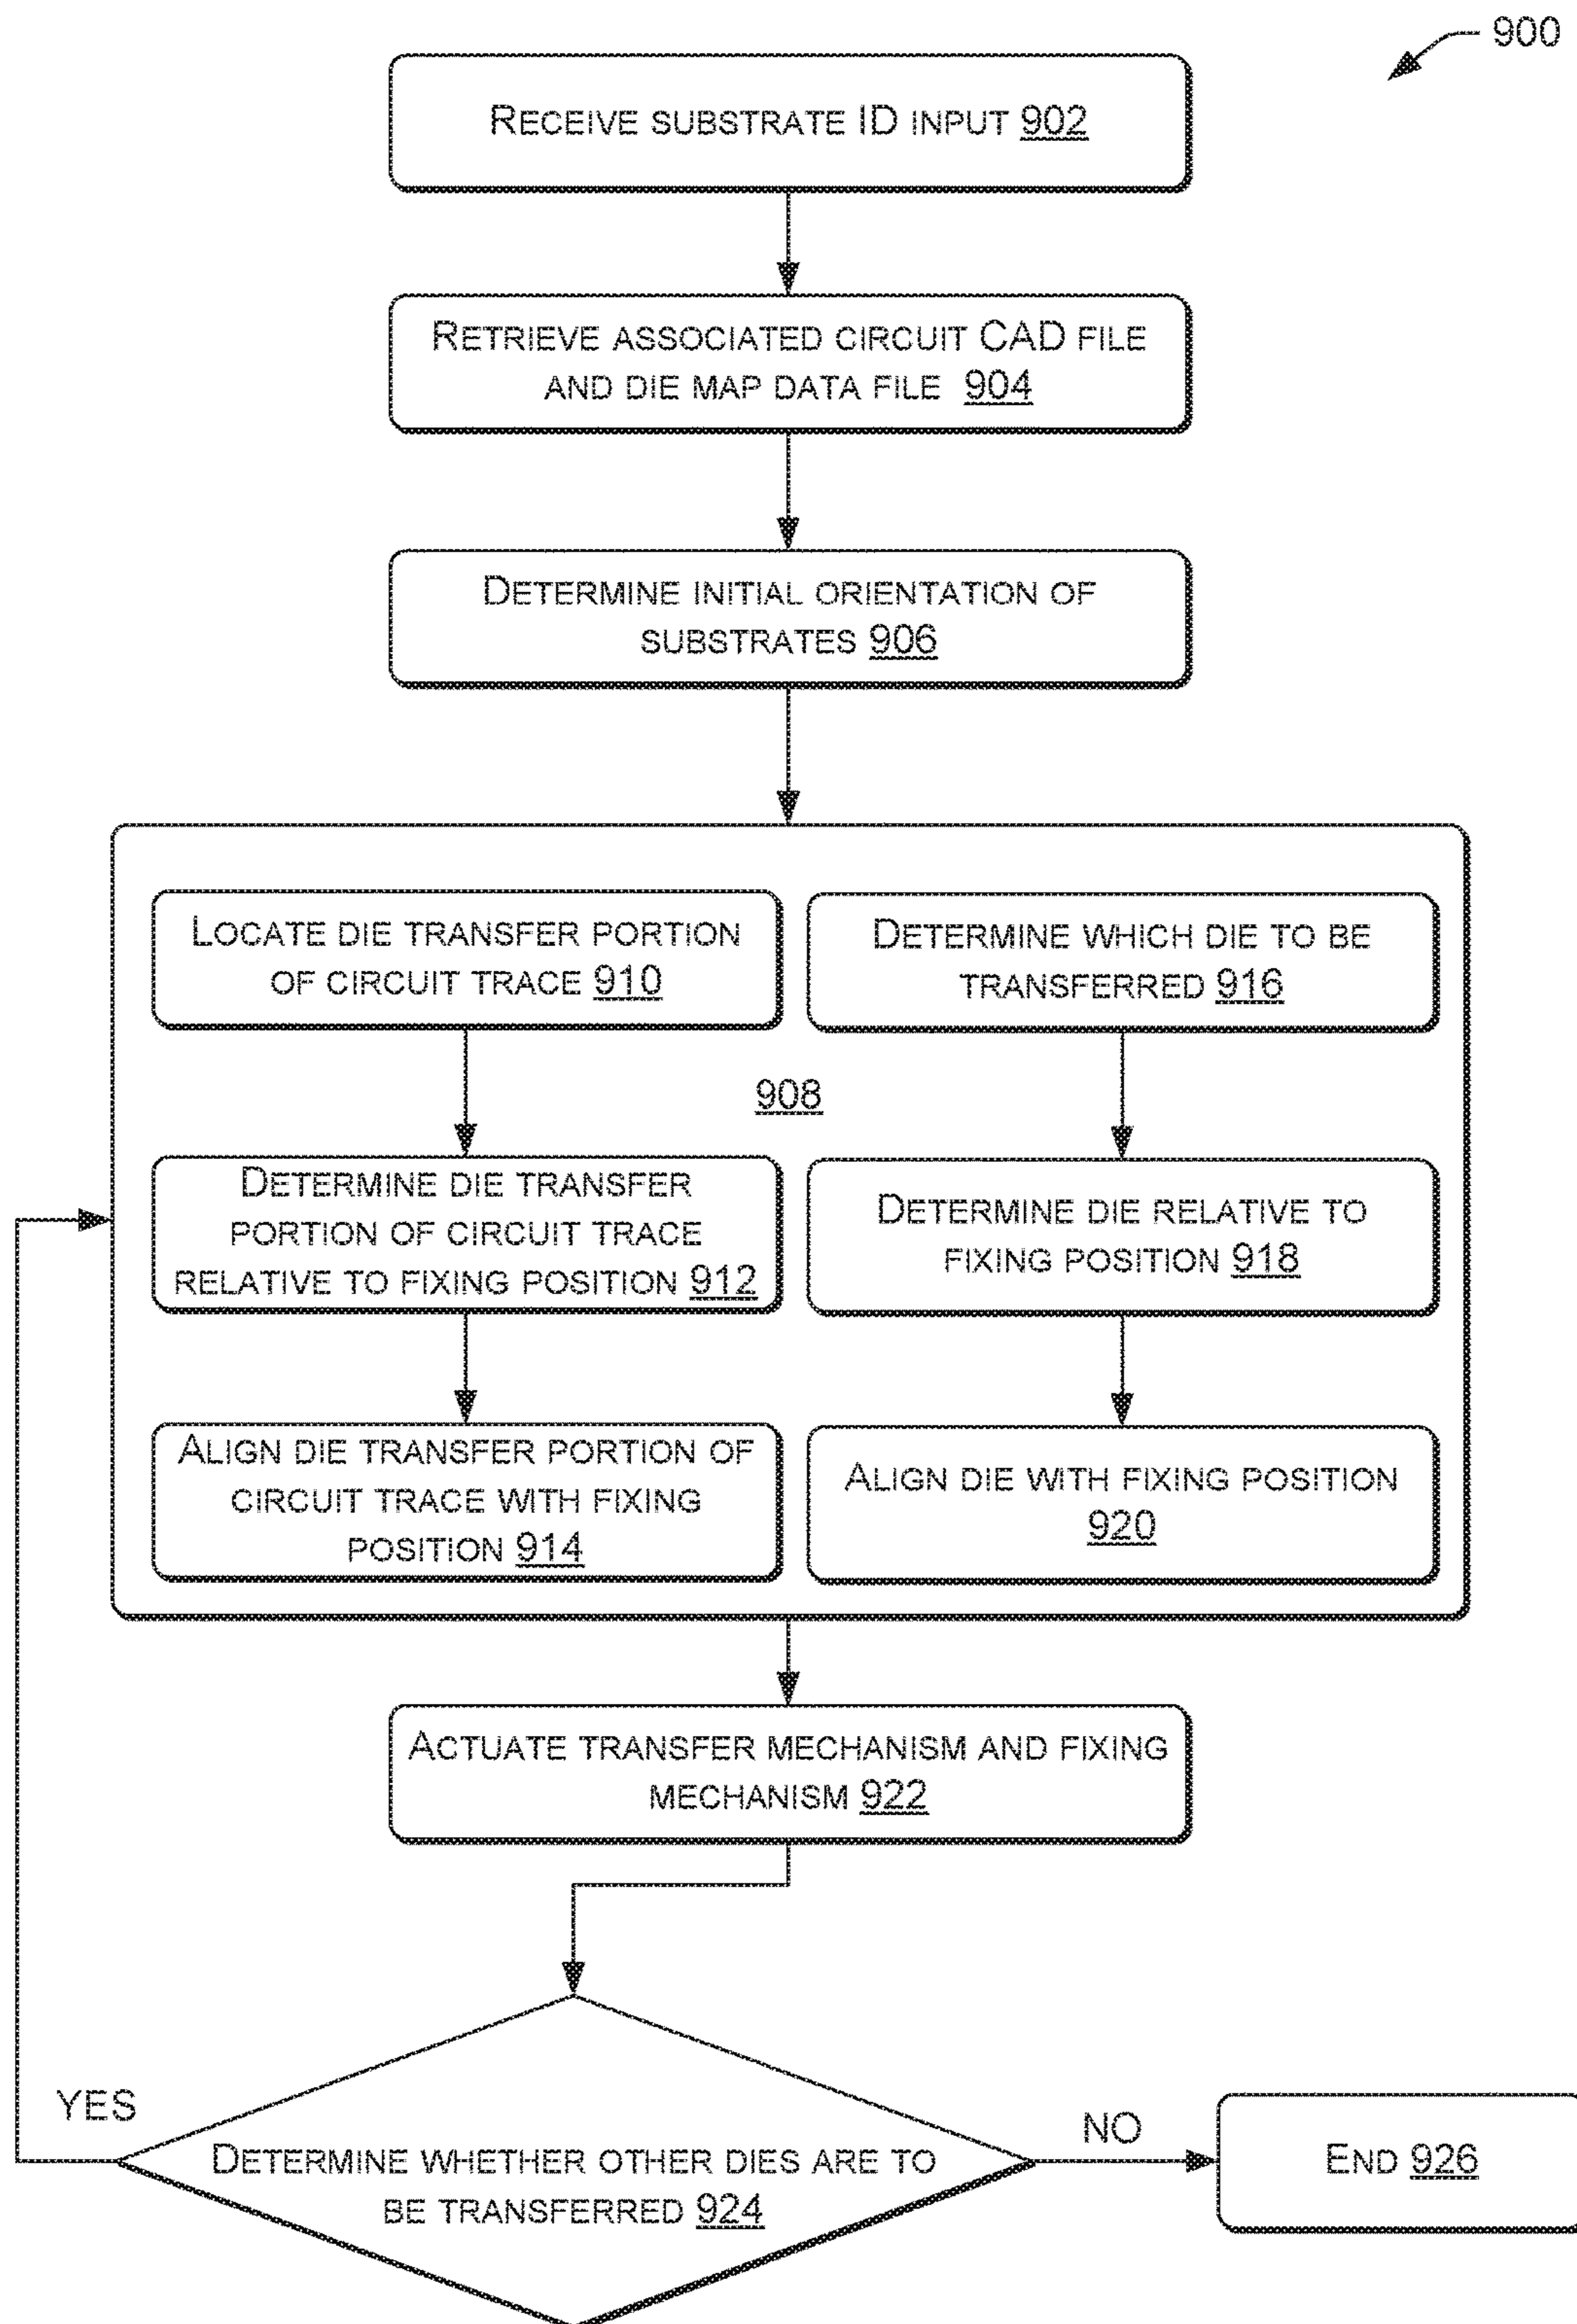 900
RECEIVE SUBSTRATE ID INPUT 902
RETRIEVE ASSOCIATED CIRCUIT CAD FILE
AND DIE MAP DATA FILE 904
DETERMINE INITIAL ORIENTATION OF
SUBSTRATES 906
LOCATE DIE TRANSFER PORTION
OF CIRCUIT TRACE 910
DETERMINE WHICH DIE TO BE
TRANSFERRED 916
908
DETERMINE DIE TRANSFER
PORTION OF CIRCUIT TRACE
RELATIVE TO FIXING POSITION 912
DETERMINE DIE RELATIVE TO
FIXING POSITION 918
ALIGN DIE TRANSFER PORTION OF
CIRCUIT TRACE WITH FIXING
POSITION 914
ALIGN DIE WITH FIXING POSITION
920
ACTUATE TRANSFER MECHANISM AND FIXING
MECHANISM 922
YES
DETERMINE WHETHER OTHER DIES ARE TO
BE TRANSFERRED 924
NO
END 926